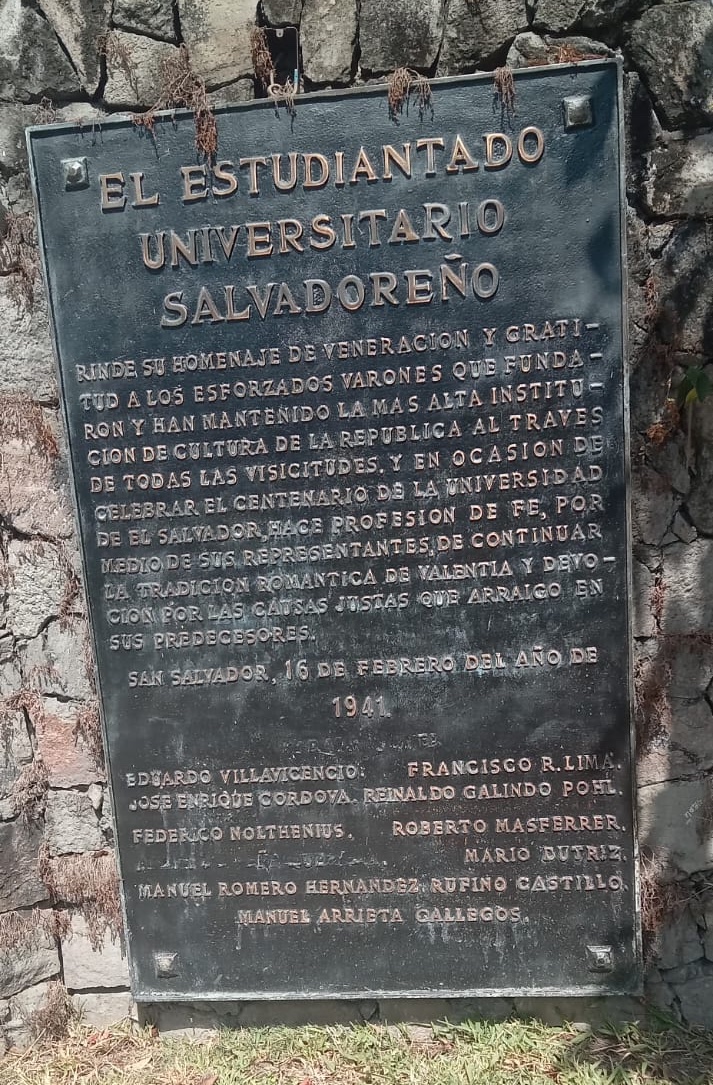 EL ESTUDIANTADO
UNIVERSITARIO
SALVADOREÑO
RINDE SU HOMENAJE DE VENERACION Y GRATI-
TUD A LOS ESFORZADOS VARONES QUE FUNDA-
RON Y HAN MANTENIDO LA MAS ALTA INSTITU-
CION DE CULTURA DE LA REPUBLICA AL TRAVES
DE TODAS LAS VISICITUDES, Y EN OCASION DE
CELEBRAR EL CENTENARIO DE LA UNIVERSIDAD
DE EL SALVADOR, HACE PROFESION DE FE, POR
MEDIO DE SUS REPRESENTANTES, DE CONTINUAR
LA TRADICION ROMANTICA DE VALENTIA Y DEVO-
CION POR LAS CAUSAS JUSTAS QUE ARRAIGO EN
SUS PREDECESORES.
SAN SALVADOR, 16 DE FEBRERO DEL AÑO DE
1941.
EDUARDO VILLAVICENCIO. FRANCISCO R. LIMA.
JOSE ENRIQUE CORDOVA. REINALDO GALINDO POHL.
FEDERICO NOLTHENIUS. ROBERTO MASFERRER.
MARIO DUTRIZ.
MANUEL ROMERO HERNANDEZ. RUFINO CASTILLO.
MANUEL ARRIETA GALLEGOS.